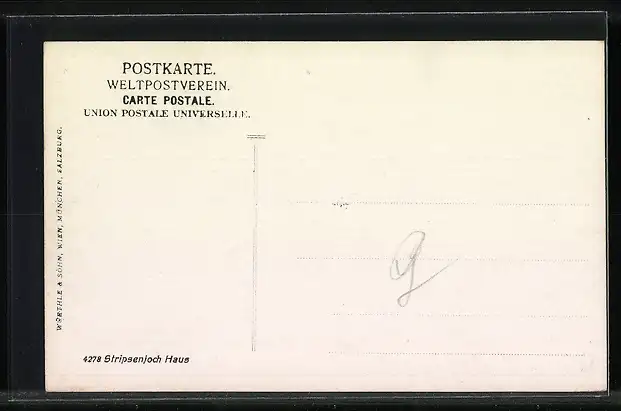 POSTKARTE.
WELTPOSTVEREIN.
CARTE POSTALE.
UNION POSTALE UNIVERSELLE.
WÜRTHLE & SOHN, WIEN, MÜNCHEN, SALZBURG.
g
4278 Stripsenjoch Haus